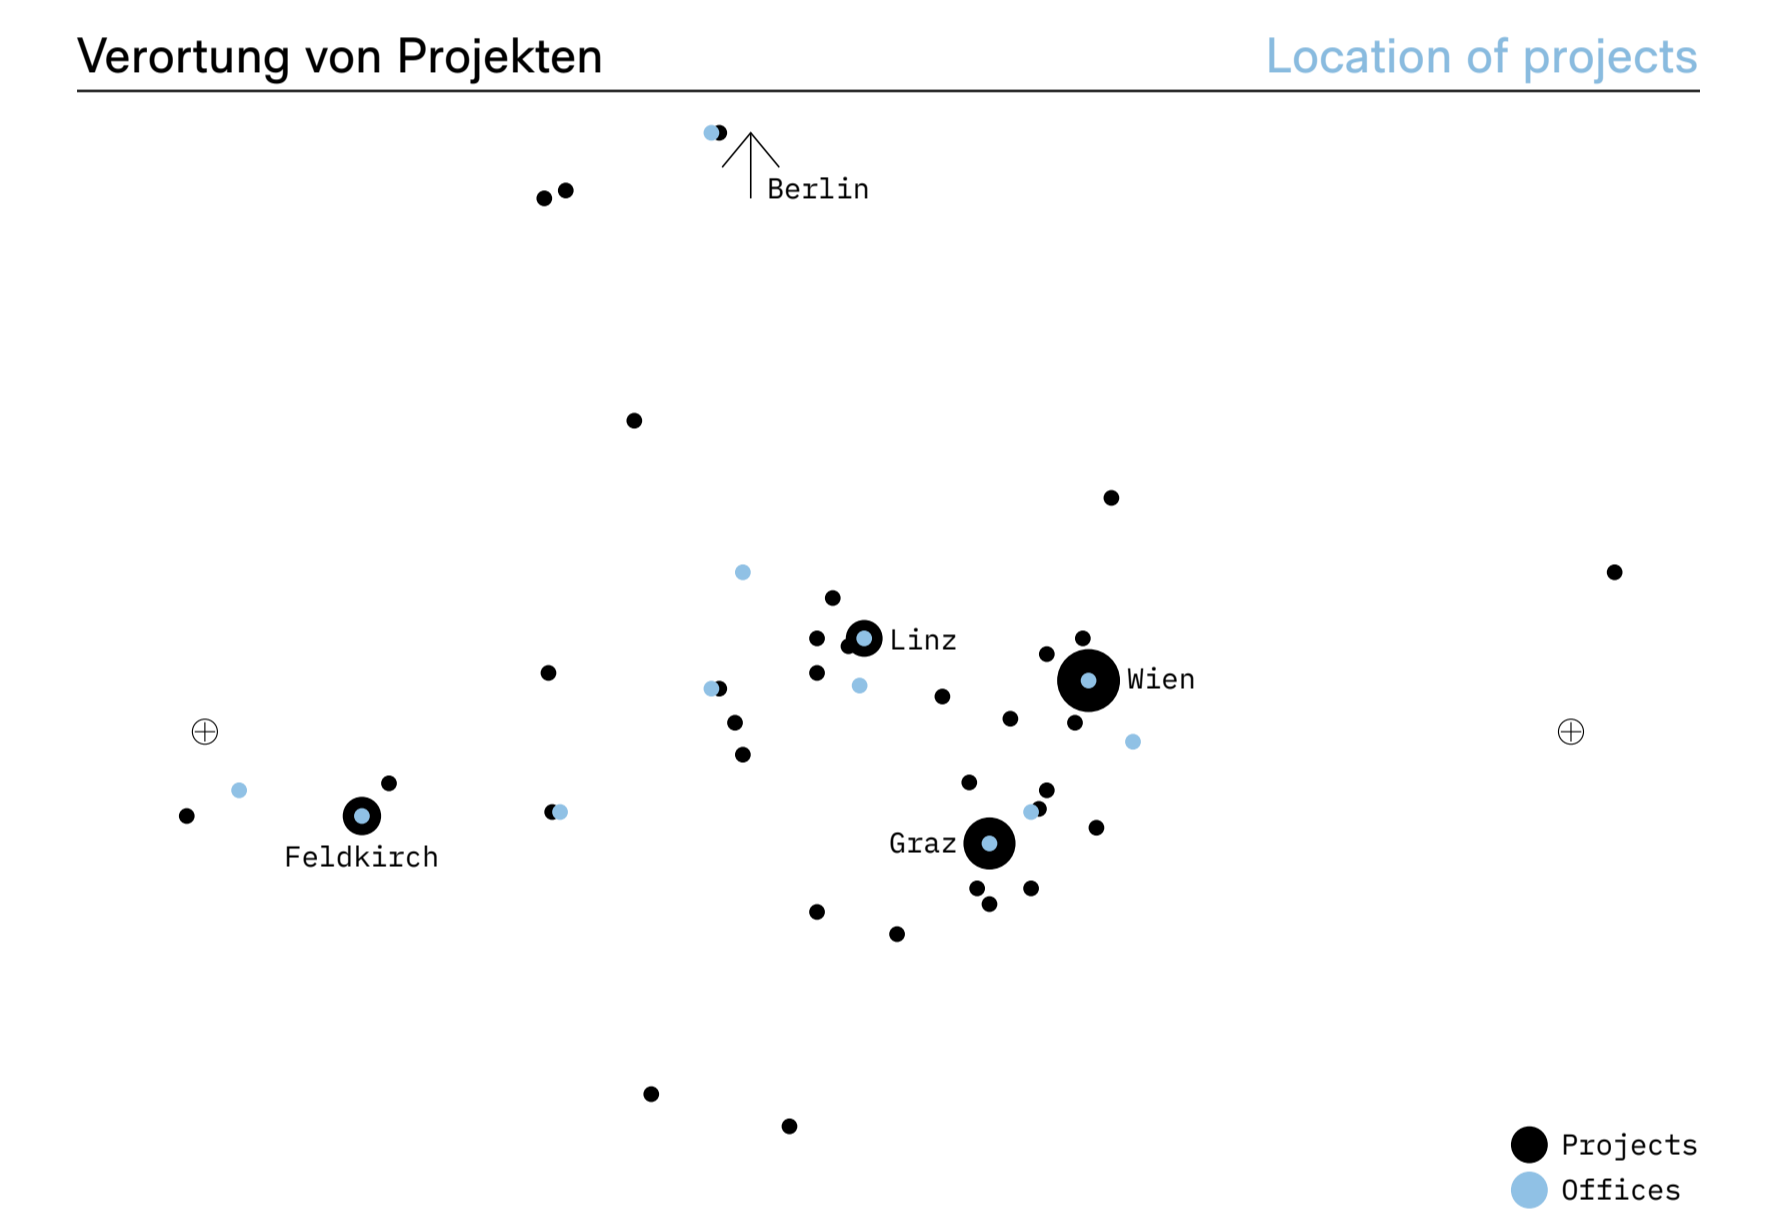 Verortung von Projekten
Location of projects
Berlin
Linz
Wien
Graz
Feldkirch
Projects
Offices